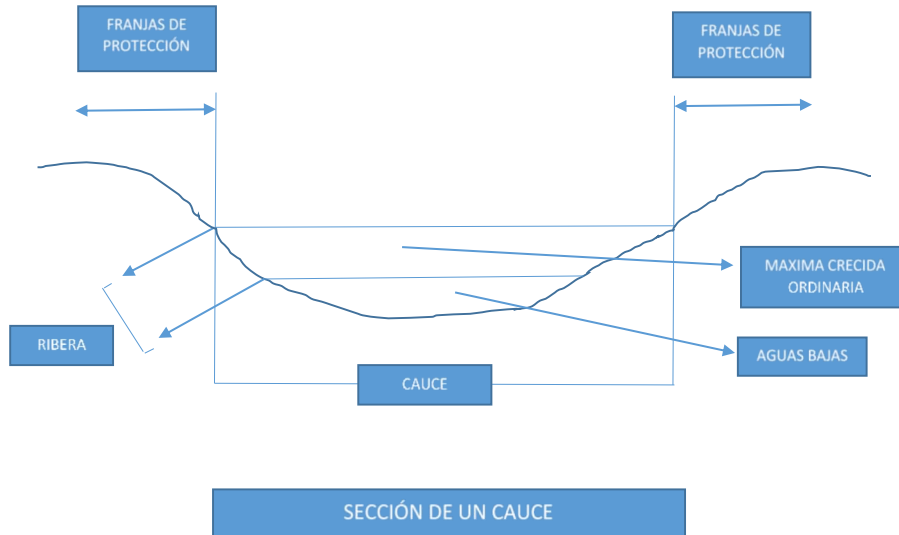 FRANJAS DE
PROTECCIÓN
FRANJAS DE
PROTECCIÓN
MAXIMA CRECIDA
ORDINARIA
RIBERA
AGUAS BAJAS
CAUCE
SECCIÓN DE UN CAUCE